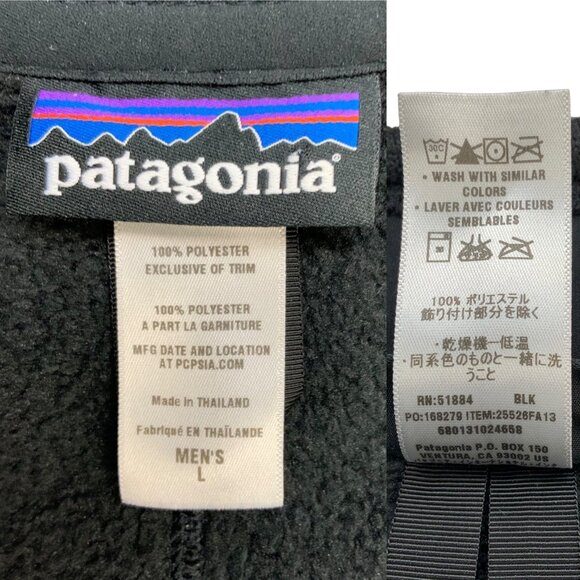 patagonia
100% POLYESTER
EXCLUSIVE OF TRIM
100% POLYESTER
A PART LA GARNITURE
MFG DATE AND LOCATION
AT PCPSIA.COM
Made in THAILAND
Fabriqué EN THAÏLANDE
MEN'S
L
30C
• WASH WITH SIMILAR
COLORS
• LAVER AVEC COULEURS
SEMBLABLES
30
100% ポリエステル
飾り付け部分を除く
・乾燥機一低温
・同系色のものと一緒に洗
うこと
RN:51884 BLK
PO:168279 ITEM:25526FA13
680131024668
Patagonia P.O. BOX 150
VENTURA, CA 93002 US